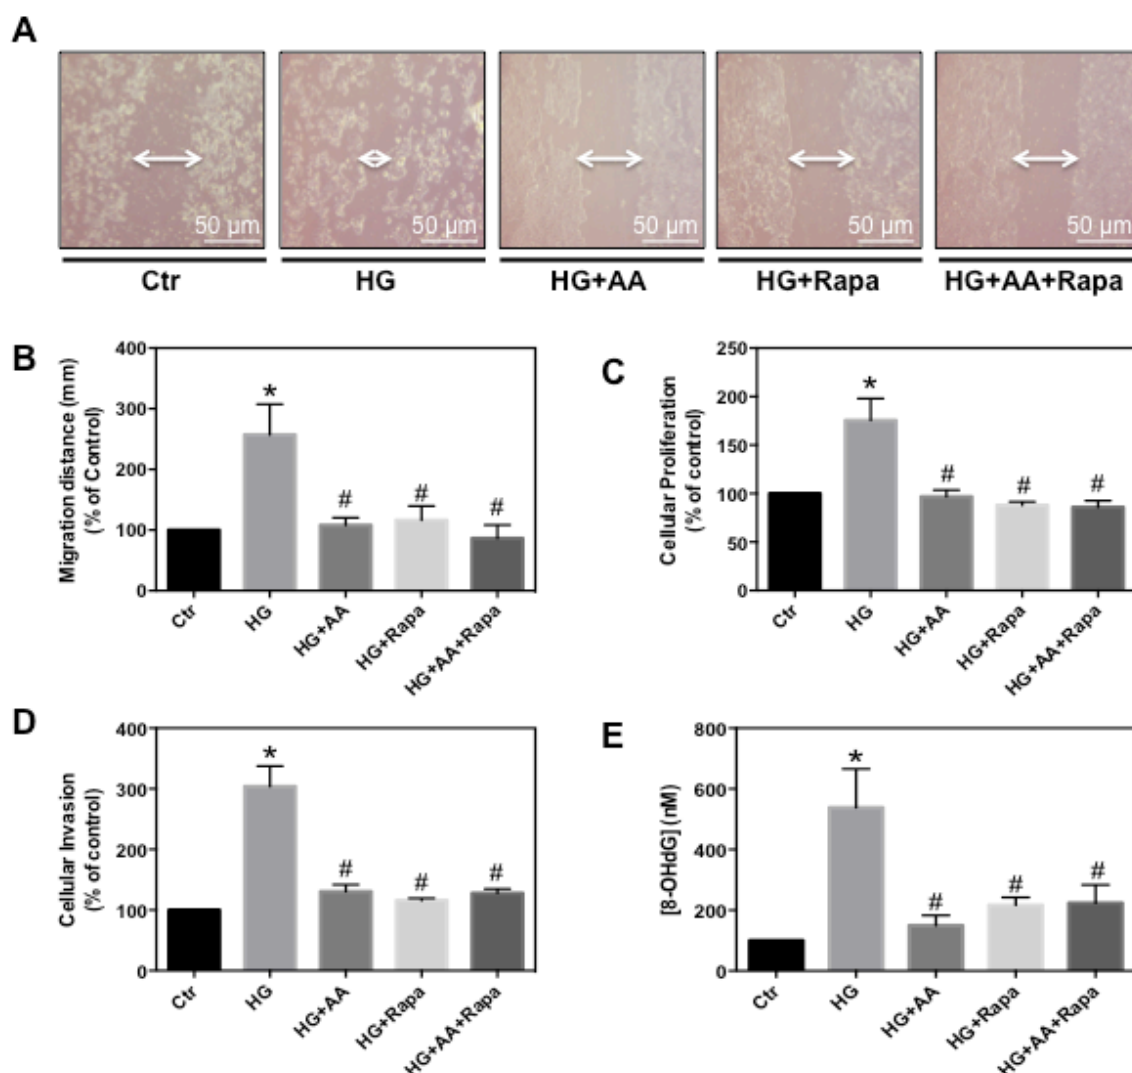 A
50 µm
50 µm
50 µm
50 µm
50 µm
Ctr
HG
HG+AA
HG+Rapa
HG+AA+Rapa
B
Migration distance (mm)
(% of Control)
400
300
200
100
0
*
#
#
#
Ctr
HG
HG+AA
HG+Rapa
HG+AA+Rapa
C
Cellular Proliferation
(% of control)
250
200
150
100
50
0
*
#
#
#
Ctr
HG
HG+AA
HG+Rapa
HG+AA+Rapa
D
Cellular Invasion
(% of control)
400
300
200
100
0
*
#
#
#
Ctr
HG
HG+AA
HG+Rapa
HG+AA+Rapa
E
[8-OHdG] (nM)
800
600
400
200
0
*
#
#
#
Ctr
HG
HG+AA
HG+Rapa
HG+AA+Rapa